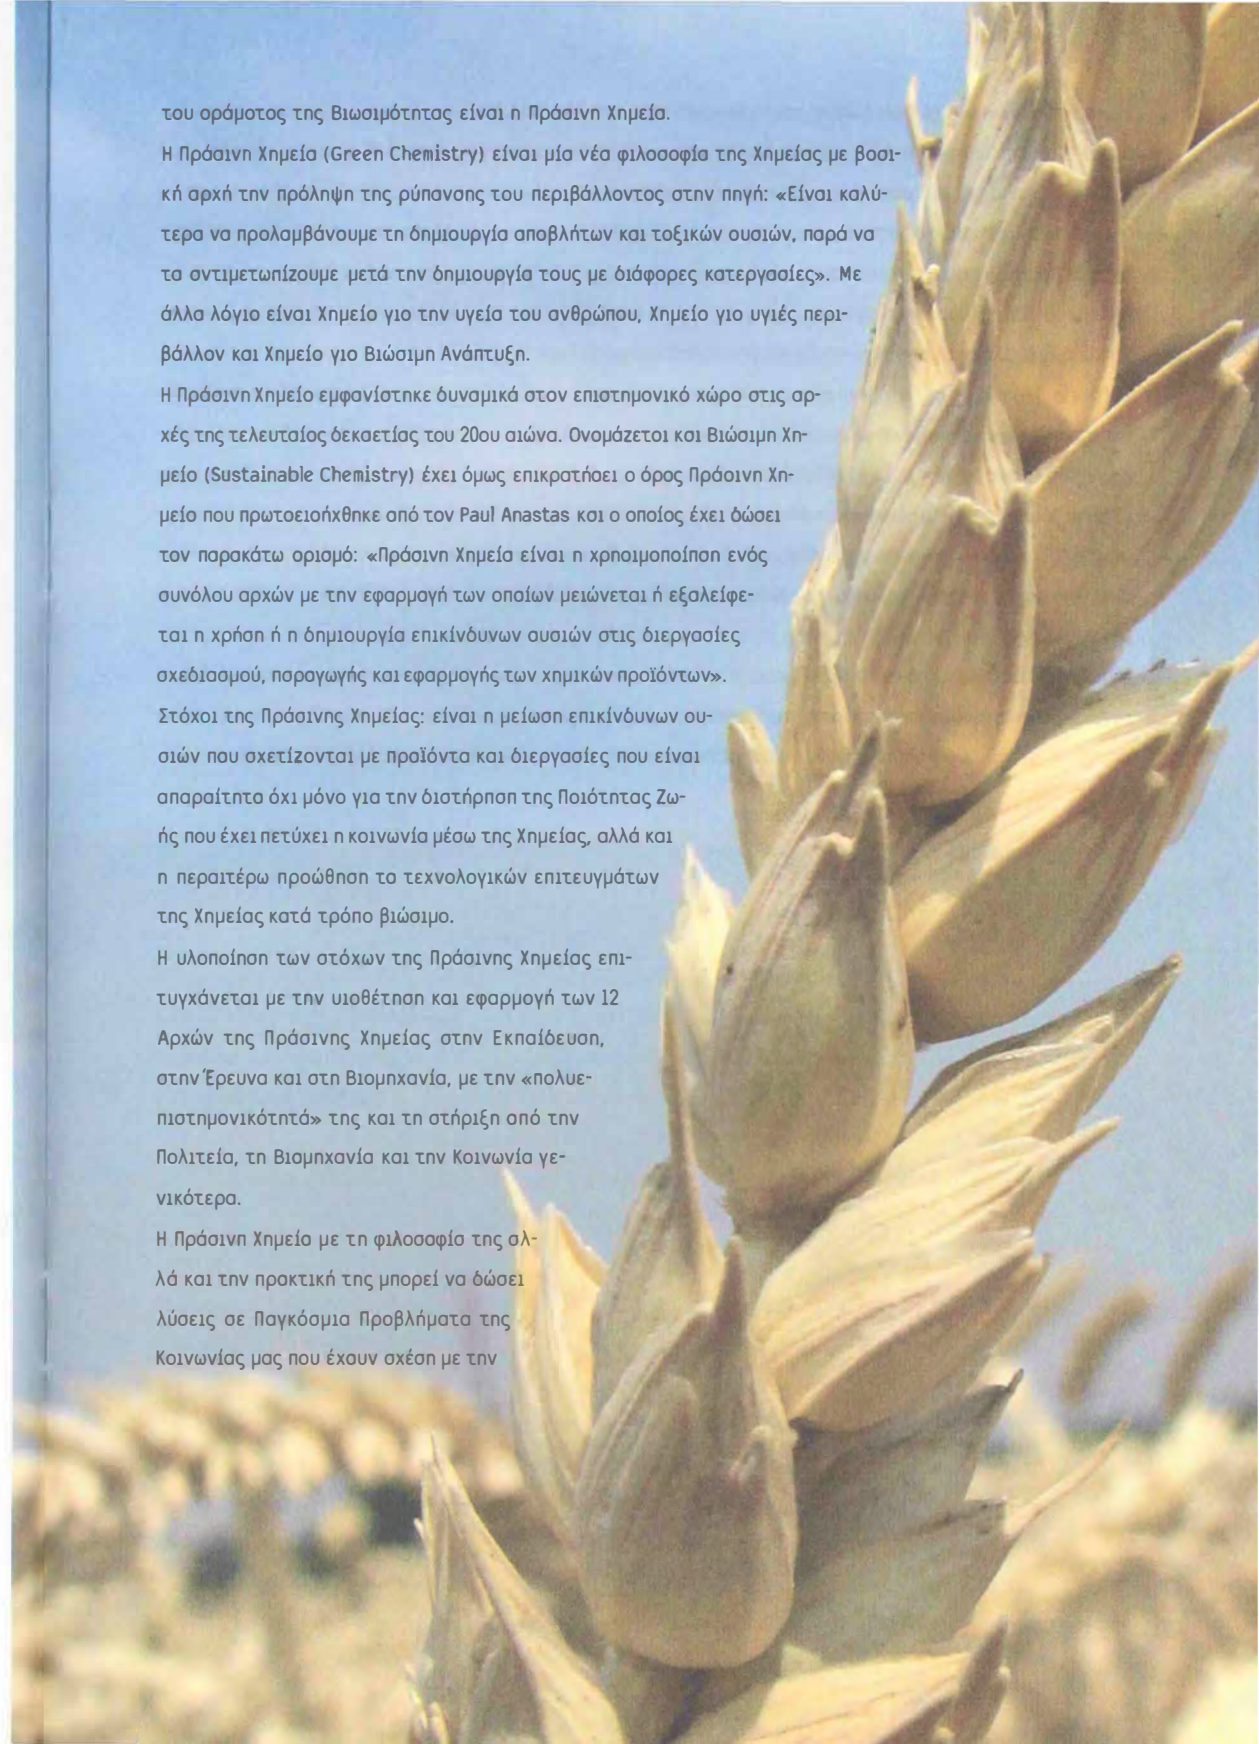 του οράματος της Βιωσιμότητας είναι η Πράσινη Χημεία.
Η Πράσινη Χημεία (Green Chemistry) είναι μία νέα φιλοσοφία της Χημείας με βασι-
κή αρχή την πρόληψη της ρύπανσης του περιβάλλοντος στην πηγή: «Είναι καλύ-
τερα να προλαμβάνουμε τη δημιουργία αποβλήτων και τοξικών ουσιών, παρά να
τα αντιμετωπίζουμε μετά την δημιουργία τους με διάφορες κατεργασίες». Με
άλλα λόγια είναι Χημεία για την υγεία του ανθρώπου, Χημεία για υγιές περι-
βάλλον και Χημεία για Βιώσιμη Ανάπτυξη.
Η Πράσινη Χημεία εμφανίστηκε δυναμικά στον επιστημονικό χώρο στις αρ-
χές της τελευταίας δεκαετίας του 20ου αιώνα. Ονομάζεται και Βιώσιμη Χη-
μεία (Sustainable Chemistry) έχει όμως επικρατήσει ο όρος Πράσινη Χη-
μεία που πρωτοεισήχθηκε από τον Paul Anastas και ο οποίος έχει δώσει
τον παρακάτω ορισμό: «Πράσινη Χημεία είναι η χρησιμοποίηση ενός
συνόλου αρχών με την εφαρμογή των οποίων μειώνεται ή εξαλείφε-
ται η χρήση ή η δημιουργία επικίνδυνων ουσιών στις διεργασίες
σχεδιασμού, παραγωγής και εφαρμογής των χημικών προϊόντων».
Στόχοι της Πράσινης Χημείας: είναι η μείωση επικίνδυνων ου-
σιών που σχετίζονται με προϊόντα και διεργασίες που είναι
απαραίτητα όχι μόνο για την διατήρηση της Ποιότητας Ζω-
ής που έχει πετύχει η κοινωνία μέσω της Χημείας, αλλά και
η περαιτέρω προώθηση τα τεχνολογικών επιτευγμάτων
της Χημείας κατά τρόπο βιώσιμο.
Η υλοποίηση των στόχων της Πράσινης Χημείας επι-
τυγχάνεται με την υιοθέτηση και εφαρμογή των 12
Αρχών της Πράσινης Χημείας στην Εκπαίδευση,
στην Έρευνα και στη Βιομηχανία, με την «πολυε-
πιστημονικότητά» της και τη στήριξη από την
Πολιτεία, τη Βιομηχανία και την Κοινωνία γε-
νικότερα.
Η Πράσινη Χημεία με τη φιλοσοφία της αλ-
λά και την πρακτική της μπορεί να δώσει
λύσεις σε Παγκόσμια Προβλήματα της
Κοινωνίας μας που έχουν σχέση με την